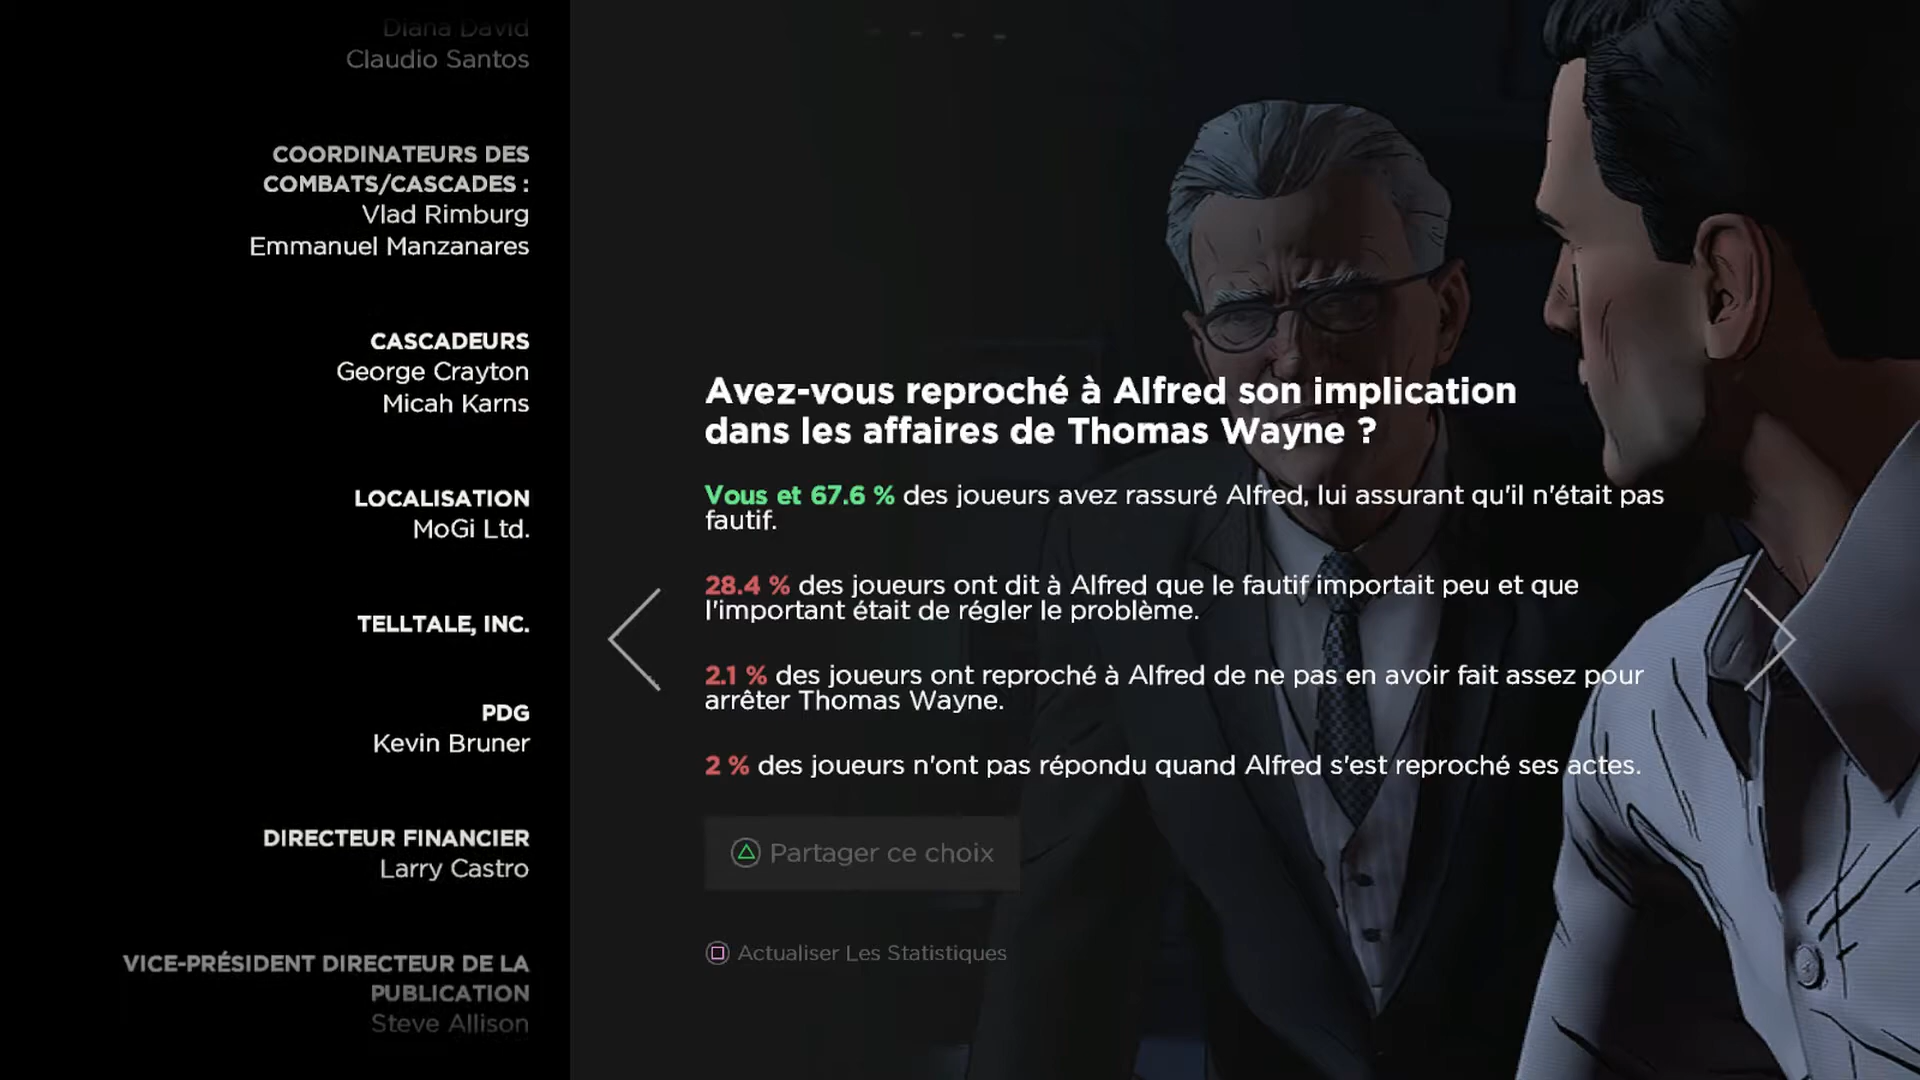 Diana David
Claudio Santos
COORDINATEURS DES
COMBATS/CASCADES :
Vlad Rimburg
Emmanuel Manzanares
CASCADEURS
George Crayton
Micah Karns
LOCALISATION
MoGi Ltd.
TELLTALE, INC.
PDG
Kevin Bruner
DIRECTEUR FINANCIER
Larry Castro
VICE-PRÉSIDENT DIRECTEUR DE LA
PUBLICATION
Steve Allison
Avez-vous reproché à Alfred son implication
dans les affaires de Thomas Wayne ?
Vous et 67.6 % des joueurs avez rassuré Alfred, lui assurant qu'il n'était pas
fautif.
28.4 % des joueurs ont dit à Alfred que le fautif importait peu et que
l'important était de régler le problème.
2.1 % des joueurs ont reproché à Alfred de ne pas en avoir fait assez pour
arrêter Thomas Wayne.
2 % des joueurs n'ont pas répondu quand Alfred s'est reproché ses actes.
Partager ce choix
Actualiser Les Statistiques